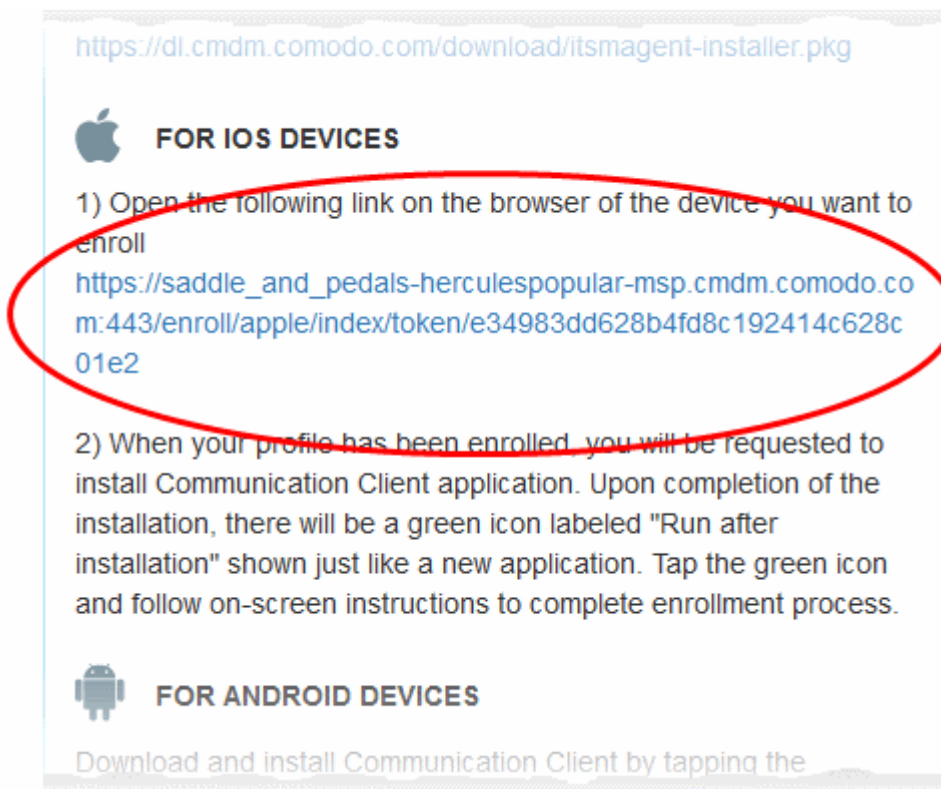 https://dl.cmdm.comodo.com/download/itsmagent-installer.pkg
FOR IOS DEVICES
1) Open the following link on the browser of the device you want to
enroll
https://saddle_and_pedals-herculespopular-msp.cmdm.comodo.co
m:443/enroll/apple/index/token/e34983dd628b4fd8c192414c628c
01e2
2) When your profile has been enrolled, you will be requested to
install Communication Client application. Upon completion of the
installation, there will be a green icon labeled "Run after
installation" shown just like a new application. Tap the green icon
and follow on-screen instructions to complete enrollment process.
FOR ANDROID DEVICES
Download and install Communication Client by tapping the